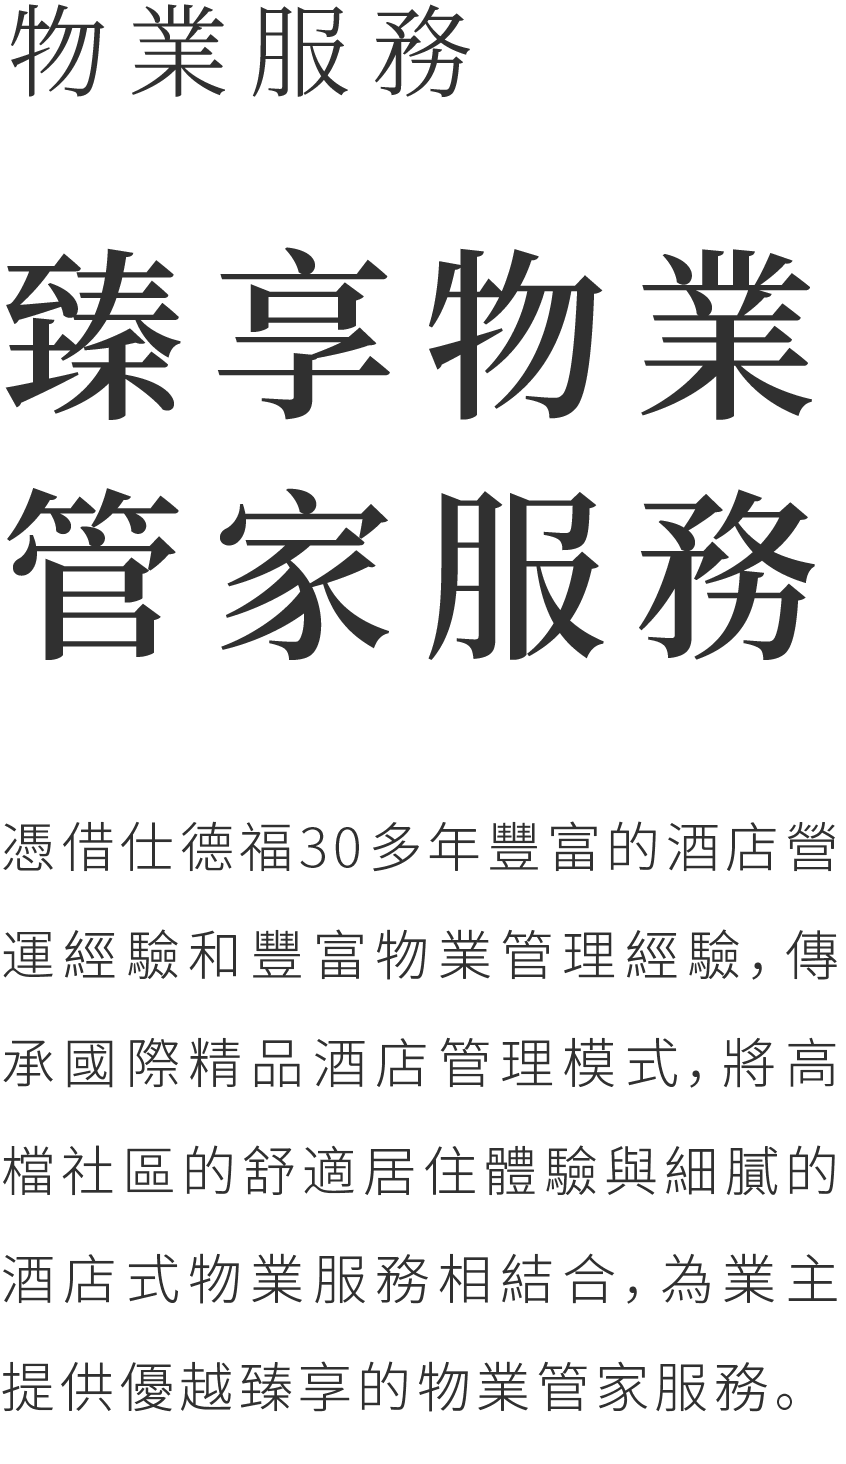 物業服務
臻享物業
管家服務
憑借仕德福30多年豐富的酒店營
運經驗和豐富物業管理經驗，傳
承國際精品酒店管理模式，將高
檔社區的舒適居住體驗與細膩的
酒店式物業服務相結合，為業主
提供優越臻享的物業管家服務。